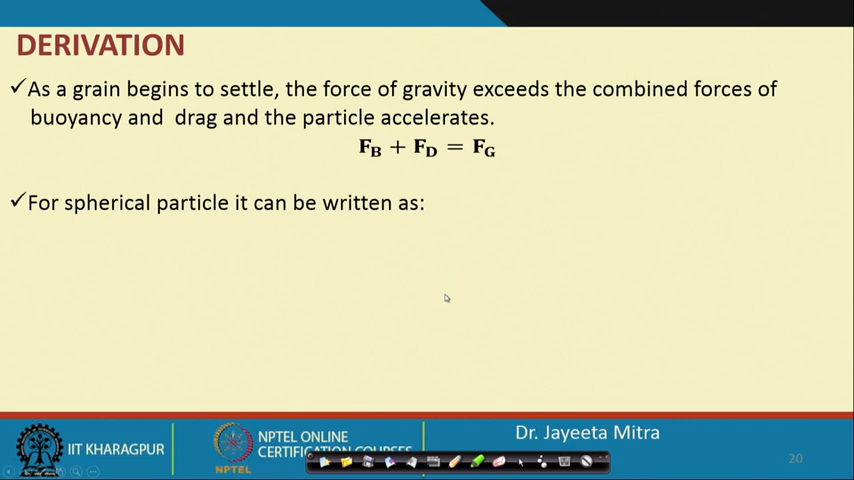 DERIVATION
✓As a grain begins to settle, the force of gravity exceeds the combined forces of
buoyancy and drag and the particle accelerates.
F_B + F_D = F_G
✓For spherical particle it can be written as:
Dr. Jayeeta Mitra
IIT KHARAGPUR
NPTEL
NPTEL ONLINE
CERTIFICATION COURSES
20